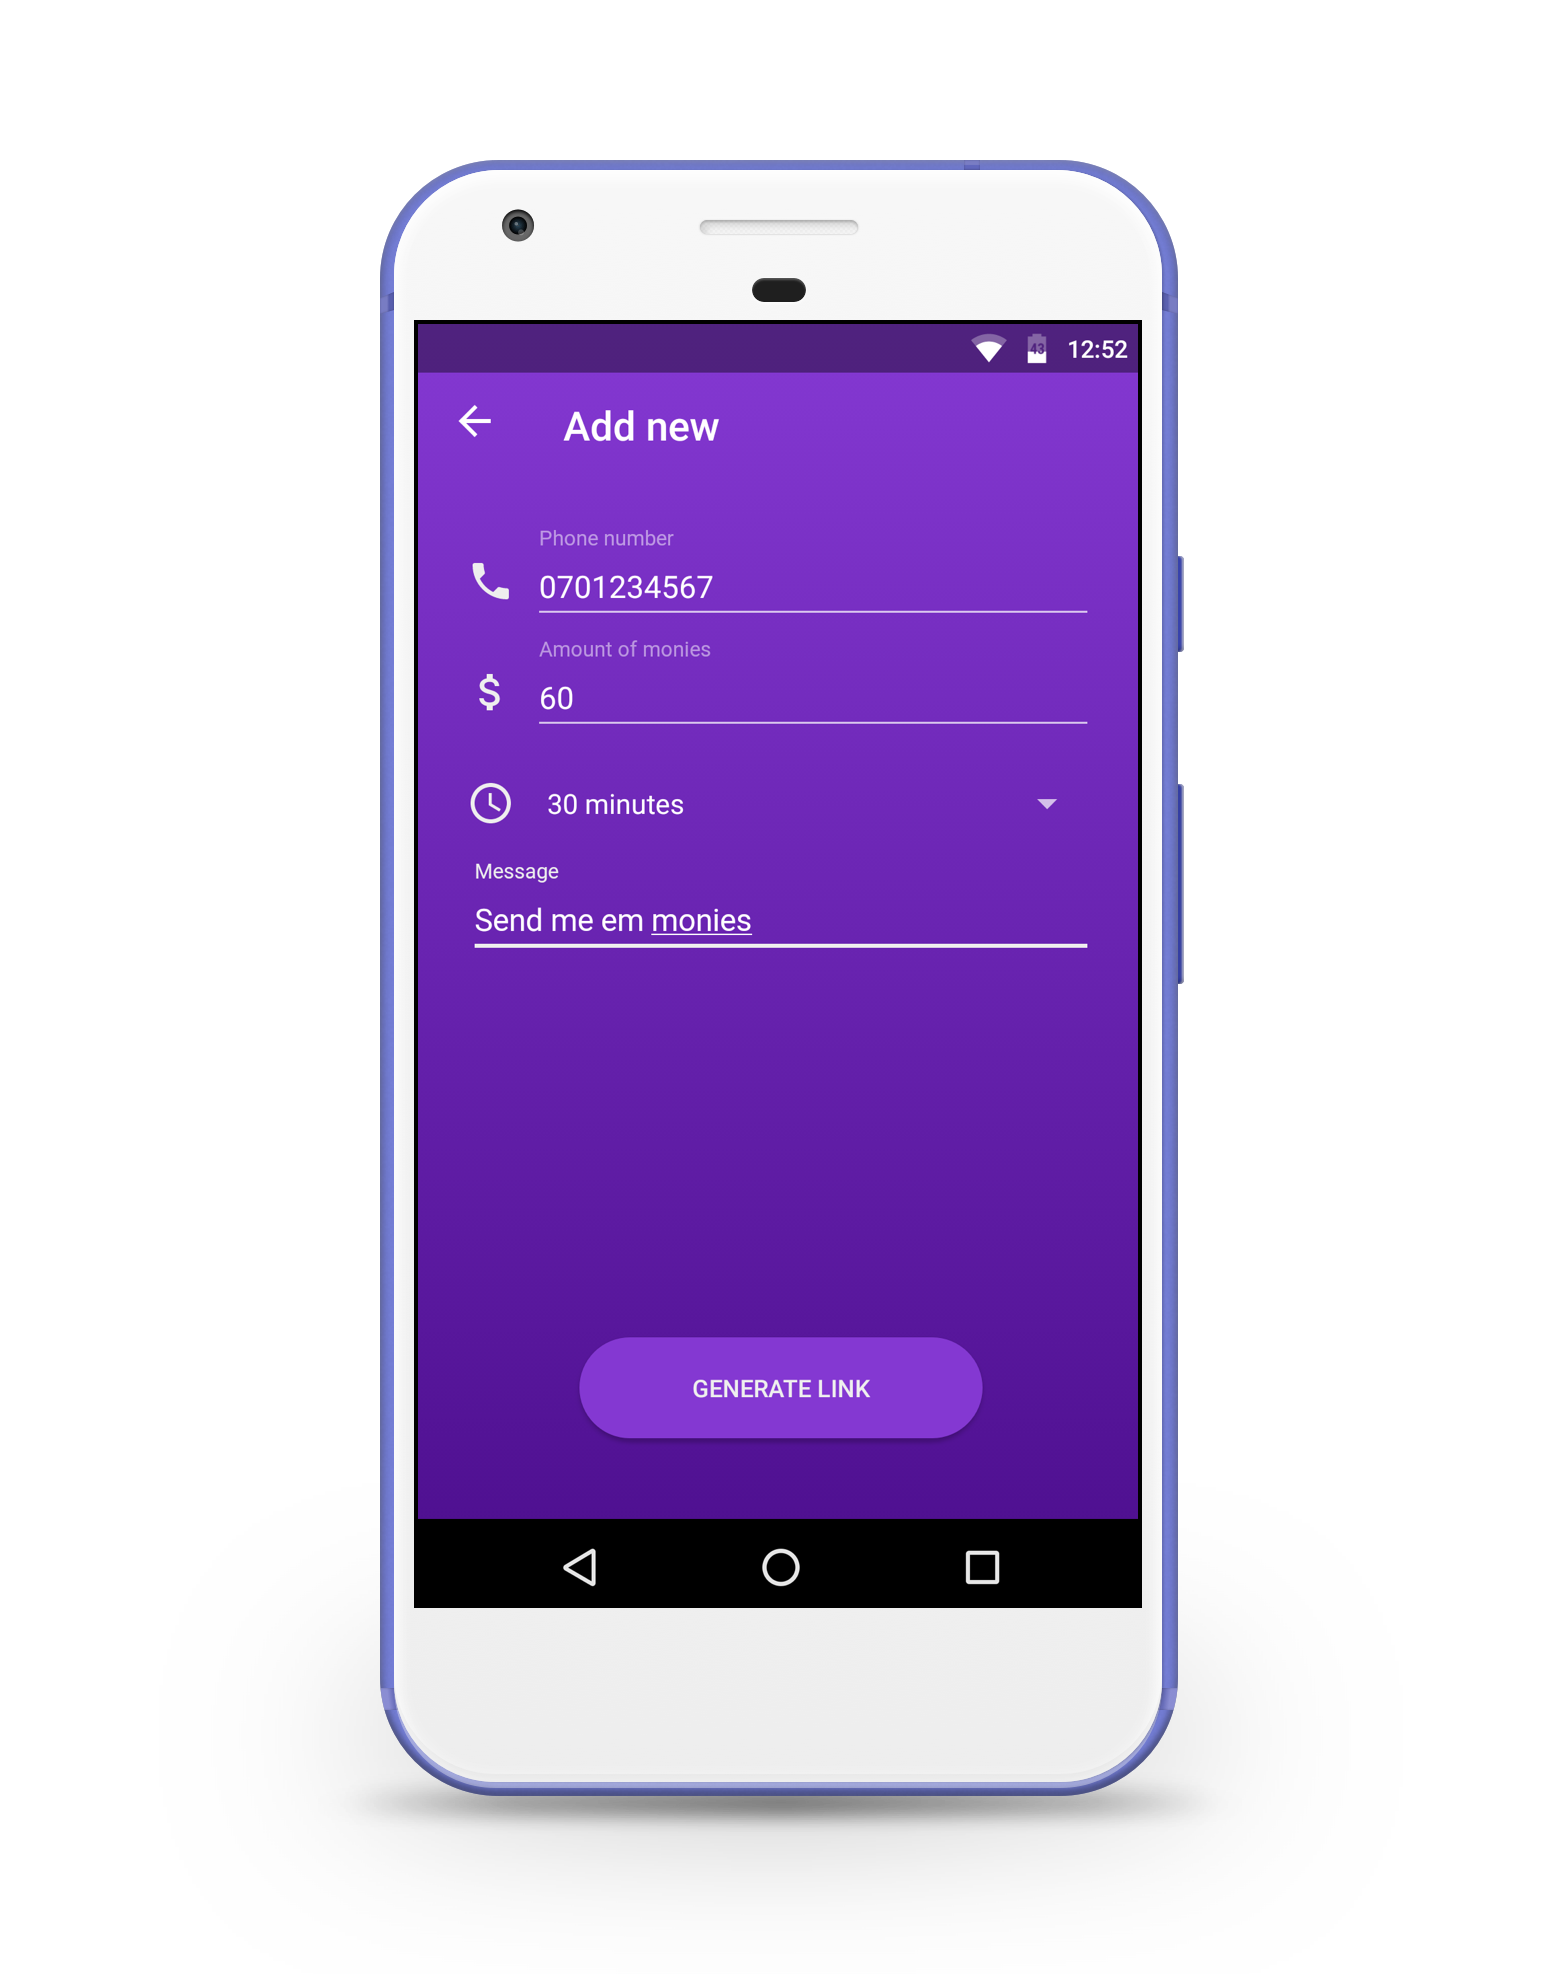 43 12:52
Add new
Phone number
0701234567
Amount of monies
$ 60
30 minutes
Message
Send me em monies
GENERATE LINK